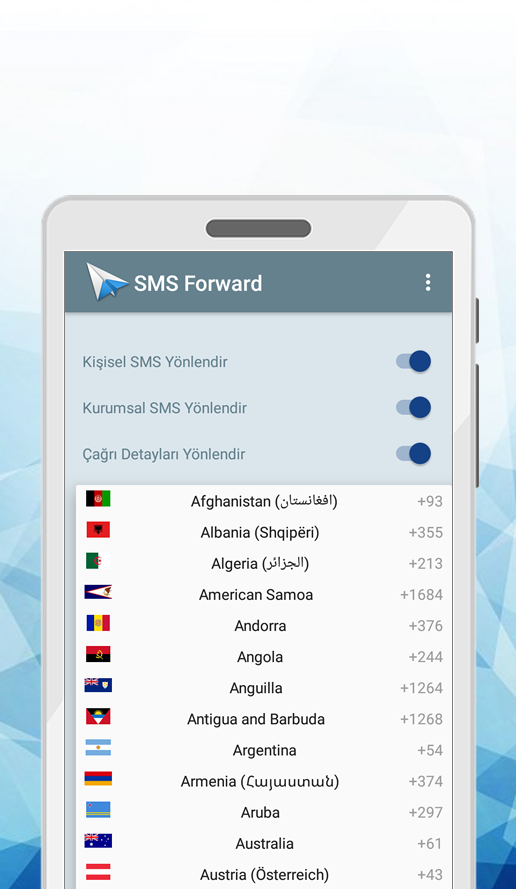 SMS Forward
Kişisel SMS Yönlendir
Kurumsal SMS Yönlendir
Çağrı Detayları Yönlendir
Afghanistan (‫افغانستان‬‎) +93
Albania (Shqipëri) +355
Algeria (‫الجزائر‬‎) +213
American Samoa +1684
Andorra +376
Angola +244
Anguilla +1264
Antigua and Barbuda +1268
Argentina +54
Armenia (Հայաստան) +374
Aruba +297
Australia +61
Austria (Österreich) +43